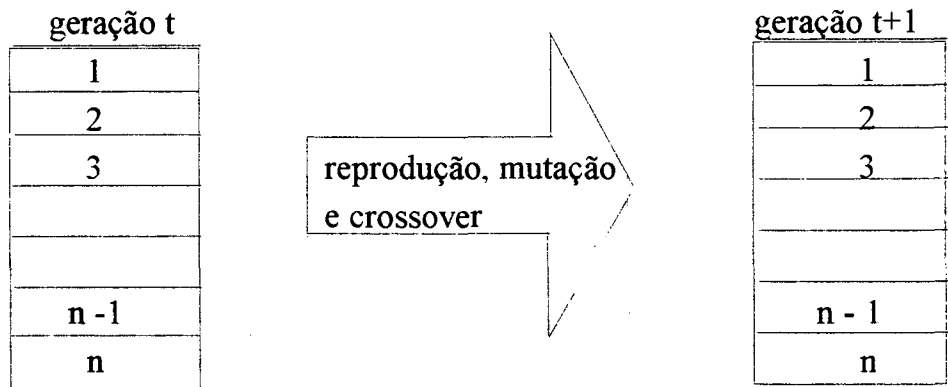 geração t
1
2
3
n -1
n
reprodução, mutação
e crossover
geração t+1
1
2
3
n - 1
n